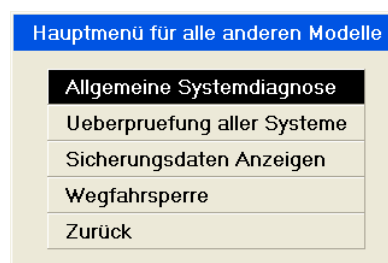 Hauptmenü für alle anderen Modelle
Allgemeine Systemdiagnose
Ueberpruefung aller Systeme
Sicherungsdaten Anzeigen
Wegfahrsperre
Zurück